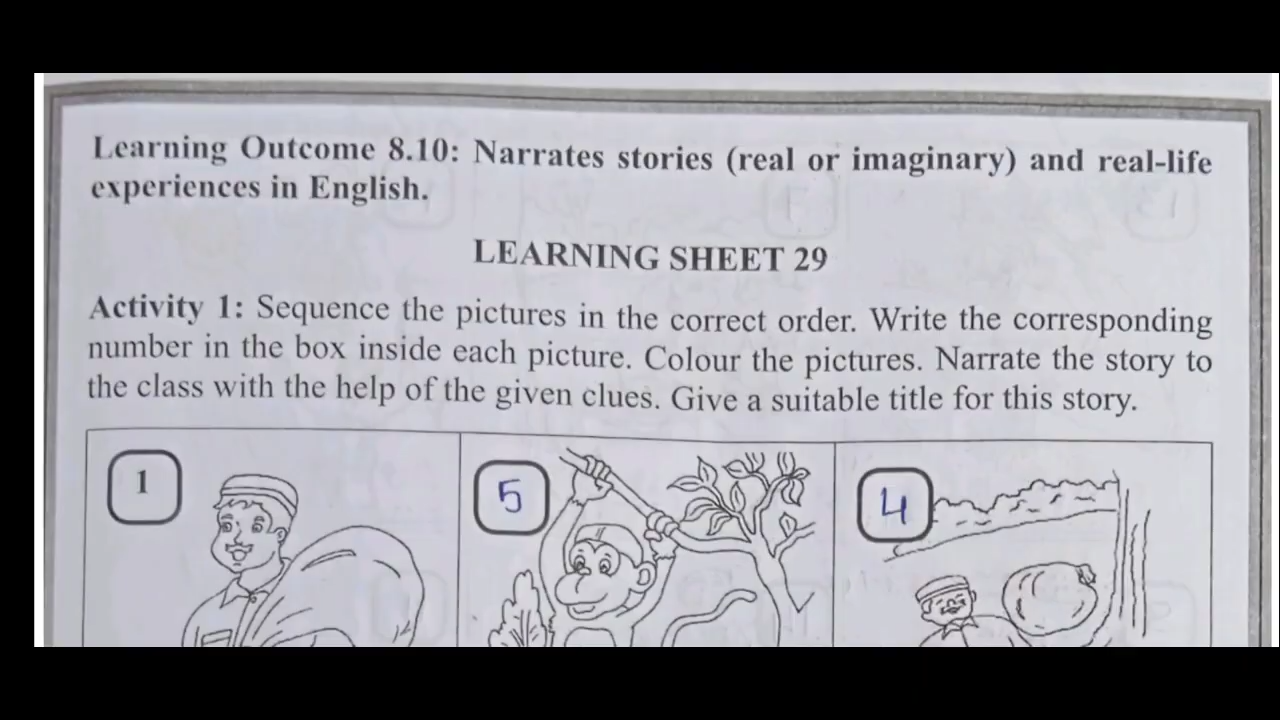 Learning Outcome 8.10: Narrates stories (real or imaginary) and real-life
experiences in English.
LEARNING SHEET 29
Activity 1: Sequence the pictures in the correct order. Write the corresponding
number in the box inside each picture. Colour the pictures. Narrate the story to
the class with the help of the given clues. Give a suitable title for this story.
1
5
4